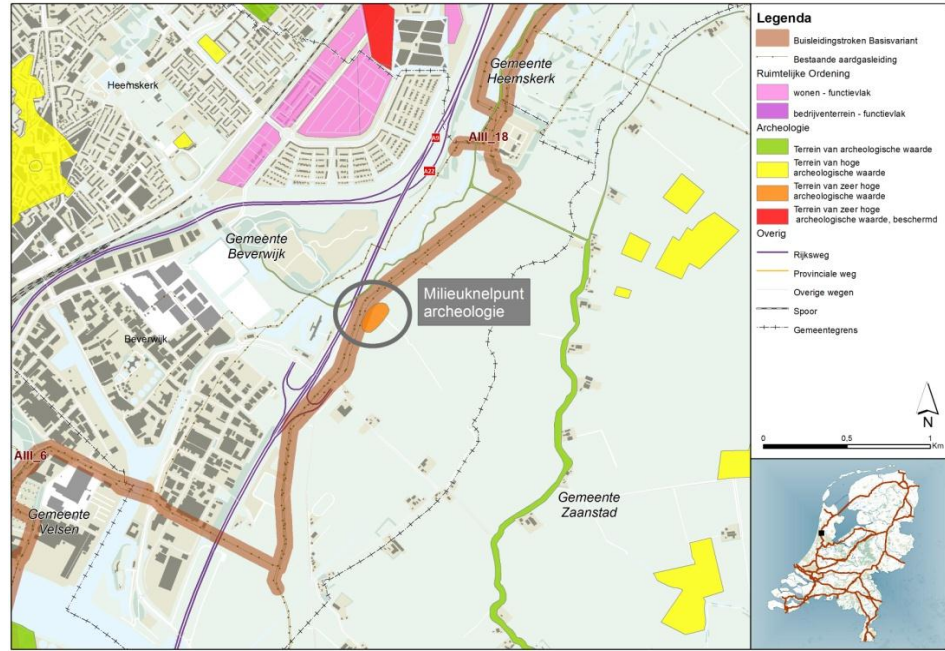 Heemskerk
Gemeente
Heemskerk
A9
AIII_18
A22
Gemeente
Beverwijk
Milieuknelpunt
archeologie
Beverwijk
AIII_6
Gemeente
Velsen
Gemeente
Zaanstad
Legenda
Buisleidingstroken Basisvariant
Bestaande aardgasleiding
Ruimtelijke Ordening
wonen - functievlak
bedrijventerrein - functievlak
Archeologie
Terrein van archeologische waarde
Terrein van hoge
archeologische waarde
Terrein van zeer hoge
archeologische waarde
Terrein van zeer hoge
archeologische waarde, beschermd
Overig
Rijksweg
Provinciale weg
Overige wegen
Spoor
Gemeentegrens
N
0 0,5 1
Km